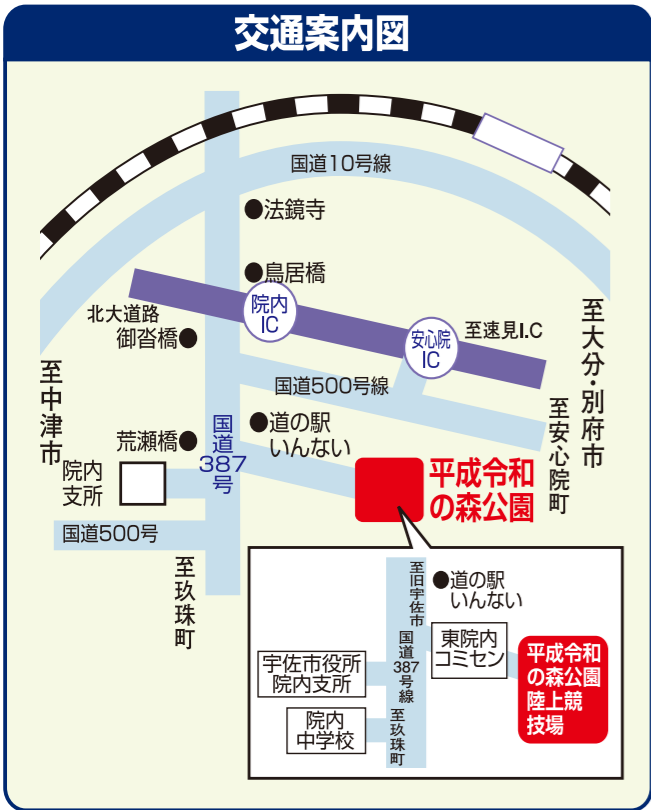 交通案内図
国道10号線
●法鏡寺
●鳥居橋
院内
IC
北大道路
御沓橋●
安心院
IC
至速見I.C
至大分・別府市
至中津市
国道500号線
至安心院町
国道387号
●道の駅
いんない
荒瀬橋●
院内
支所
平成令和
の森公園
国道500号
至玖珠町
至旧宇佐市
●道の駅
いんない
国道387号線
東院内
コミセン
宇佐市役所
院内支所
平成令和
の森公園
陸上競
技場
院内
中学校
至玖珠町